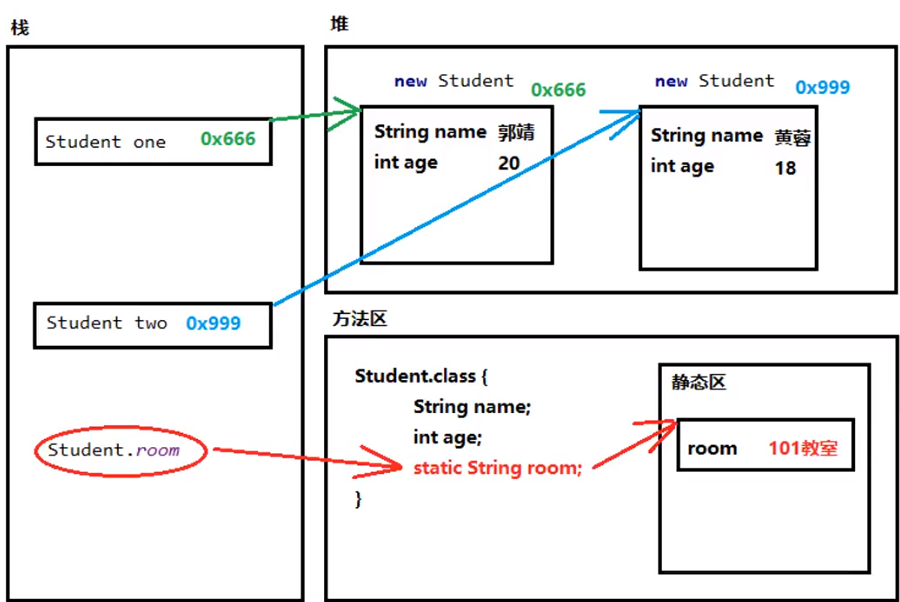 栈
Student one 0x666
Student two 0x999
Student.room
堆
new Student 0x666
String name 郭靖
int age 20
new Student 0x999
String name 黄蓉
int age 18
方法区
Student.class {
String name;
int age;
static String room;
}
静态区
room 101教室